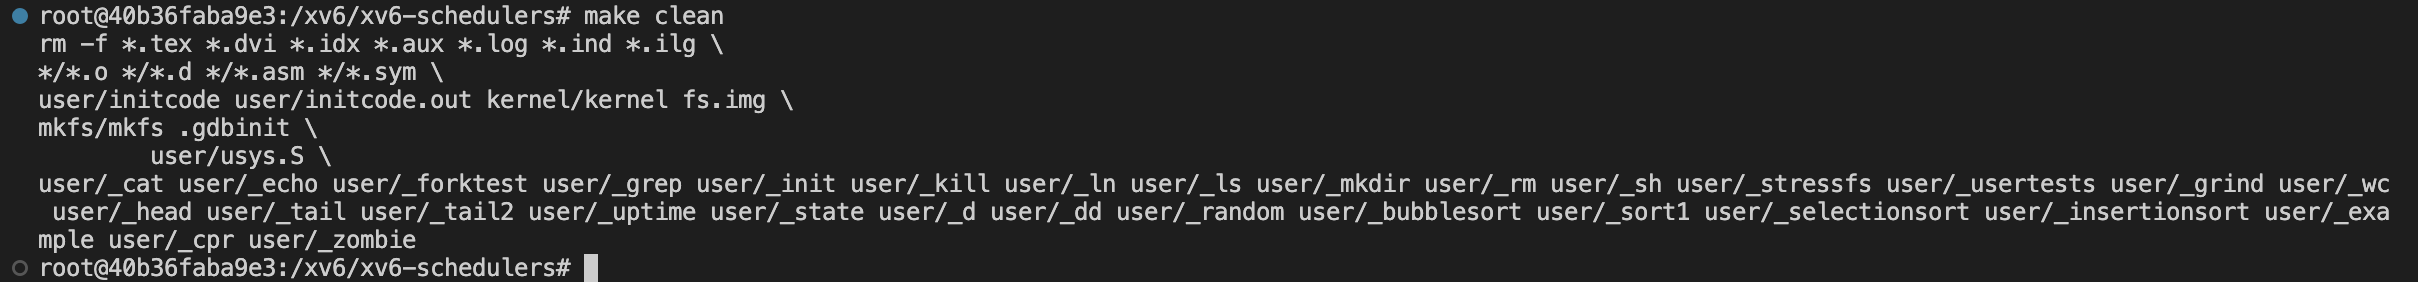 root@40b36faba9e3:/xv6/xv6-schedulers# make clean
rm -f *.tex *.dvi *.idx *.aux *.log *.ind *.ilg \
*/*.o */*.d */*.asm */*.sym \
user/initcode user/initcode.out kernel/kernel fs.img \
mkfs/mkfs .gdbinit \
        user/usys.S \
user/_cat user/_echo user/_forktest user/_grep user/_init user/_kill user/_ln user/_ls user/_mkdir user/_rm user/_sh user/_stressfs user/_usertests user/_grind user/_wc
 user/_head user/_tail user/_tail2 user/_uptime user/_state user/_d user/_dd user/_random user/_bubblesort user/_sort1 user/_selectionsort user/_insertionsort user/_exa
mple user/_cpr user/_zombie
root@40b36faba9e3:/xv6/xv6-schedulers#